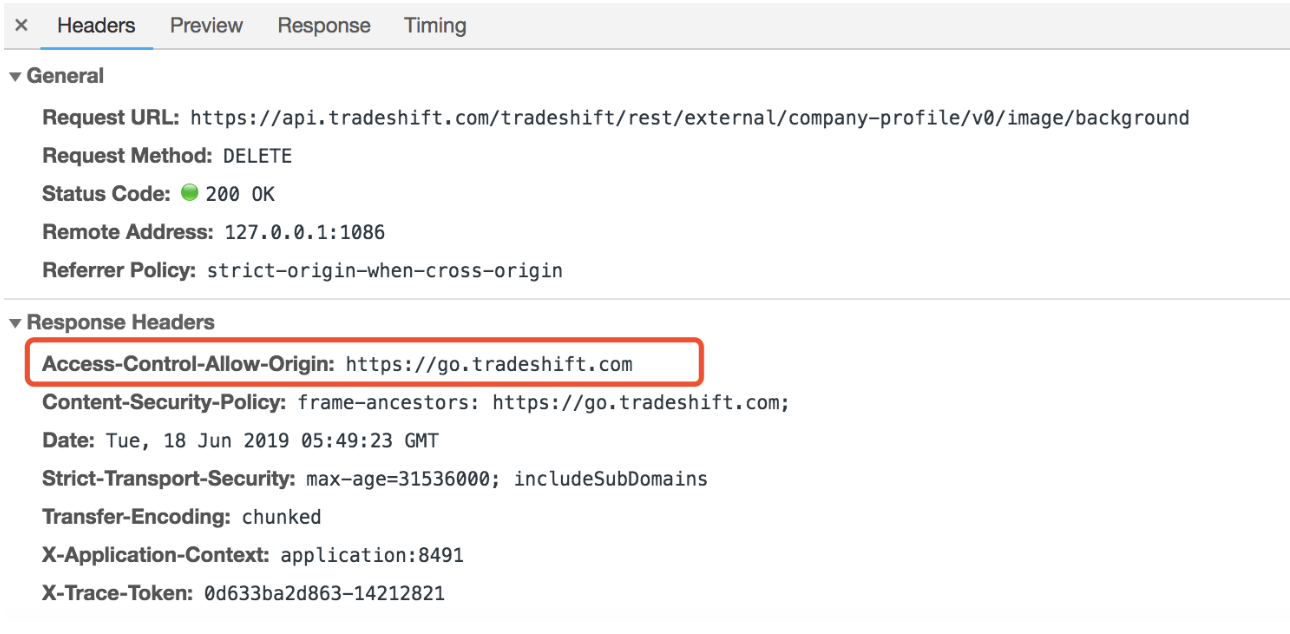 × Headers Preview Response Timing
▼ General
Request URL: https://api.tradeshift.com/tradeshift/rest/external/company-profile/v0/image/background
Request Method: DELETE
Status Code: 200 OK
Remote Address: 127.0.0.1:1086
Referrer Policy: strict-origin-when-cross-origin
▼ Response Headers
Access-Control-Allow-Origin: https://go.tradeshift.com
Content-Security-Policy: frame-ancestors: https://go.tradeshift.com;
Date: Tue, 18 Jun 2019 05:49:23 GMT
Strict-Transport-Security: max-age=31536000; includeSubDomains
Transfer-Encoding: chunked
X-Application-Context: application:8491
X-Trace-Token: 0d633ba2d863-14212821